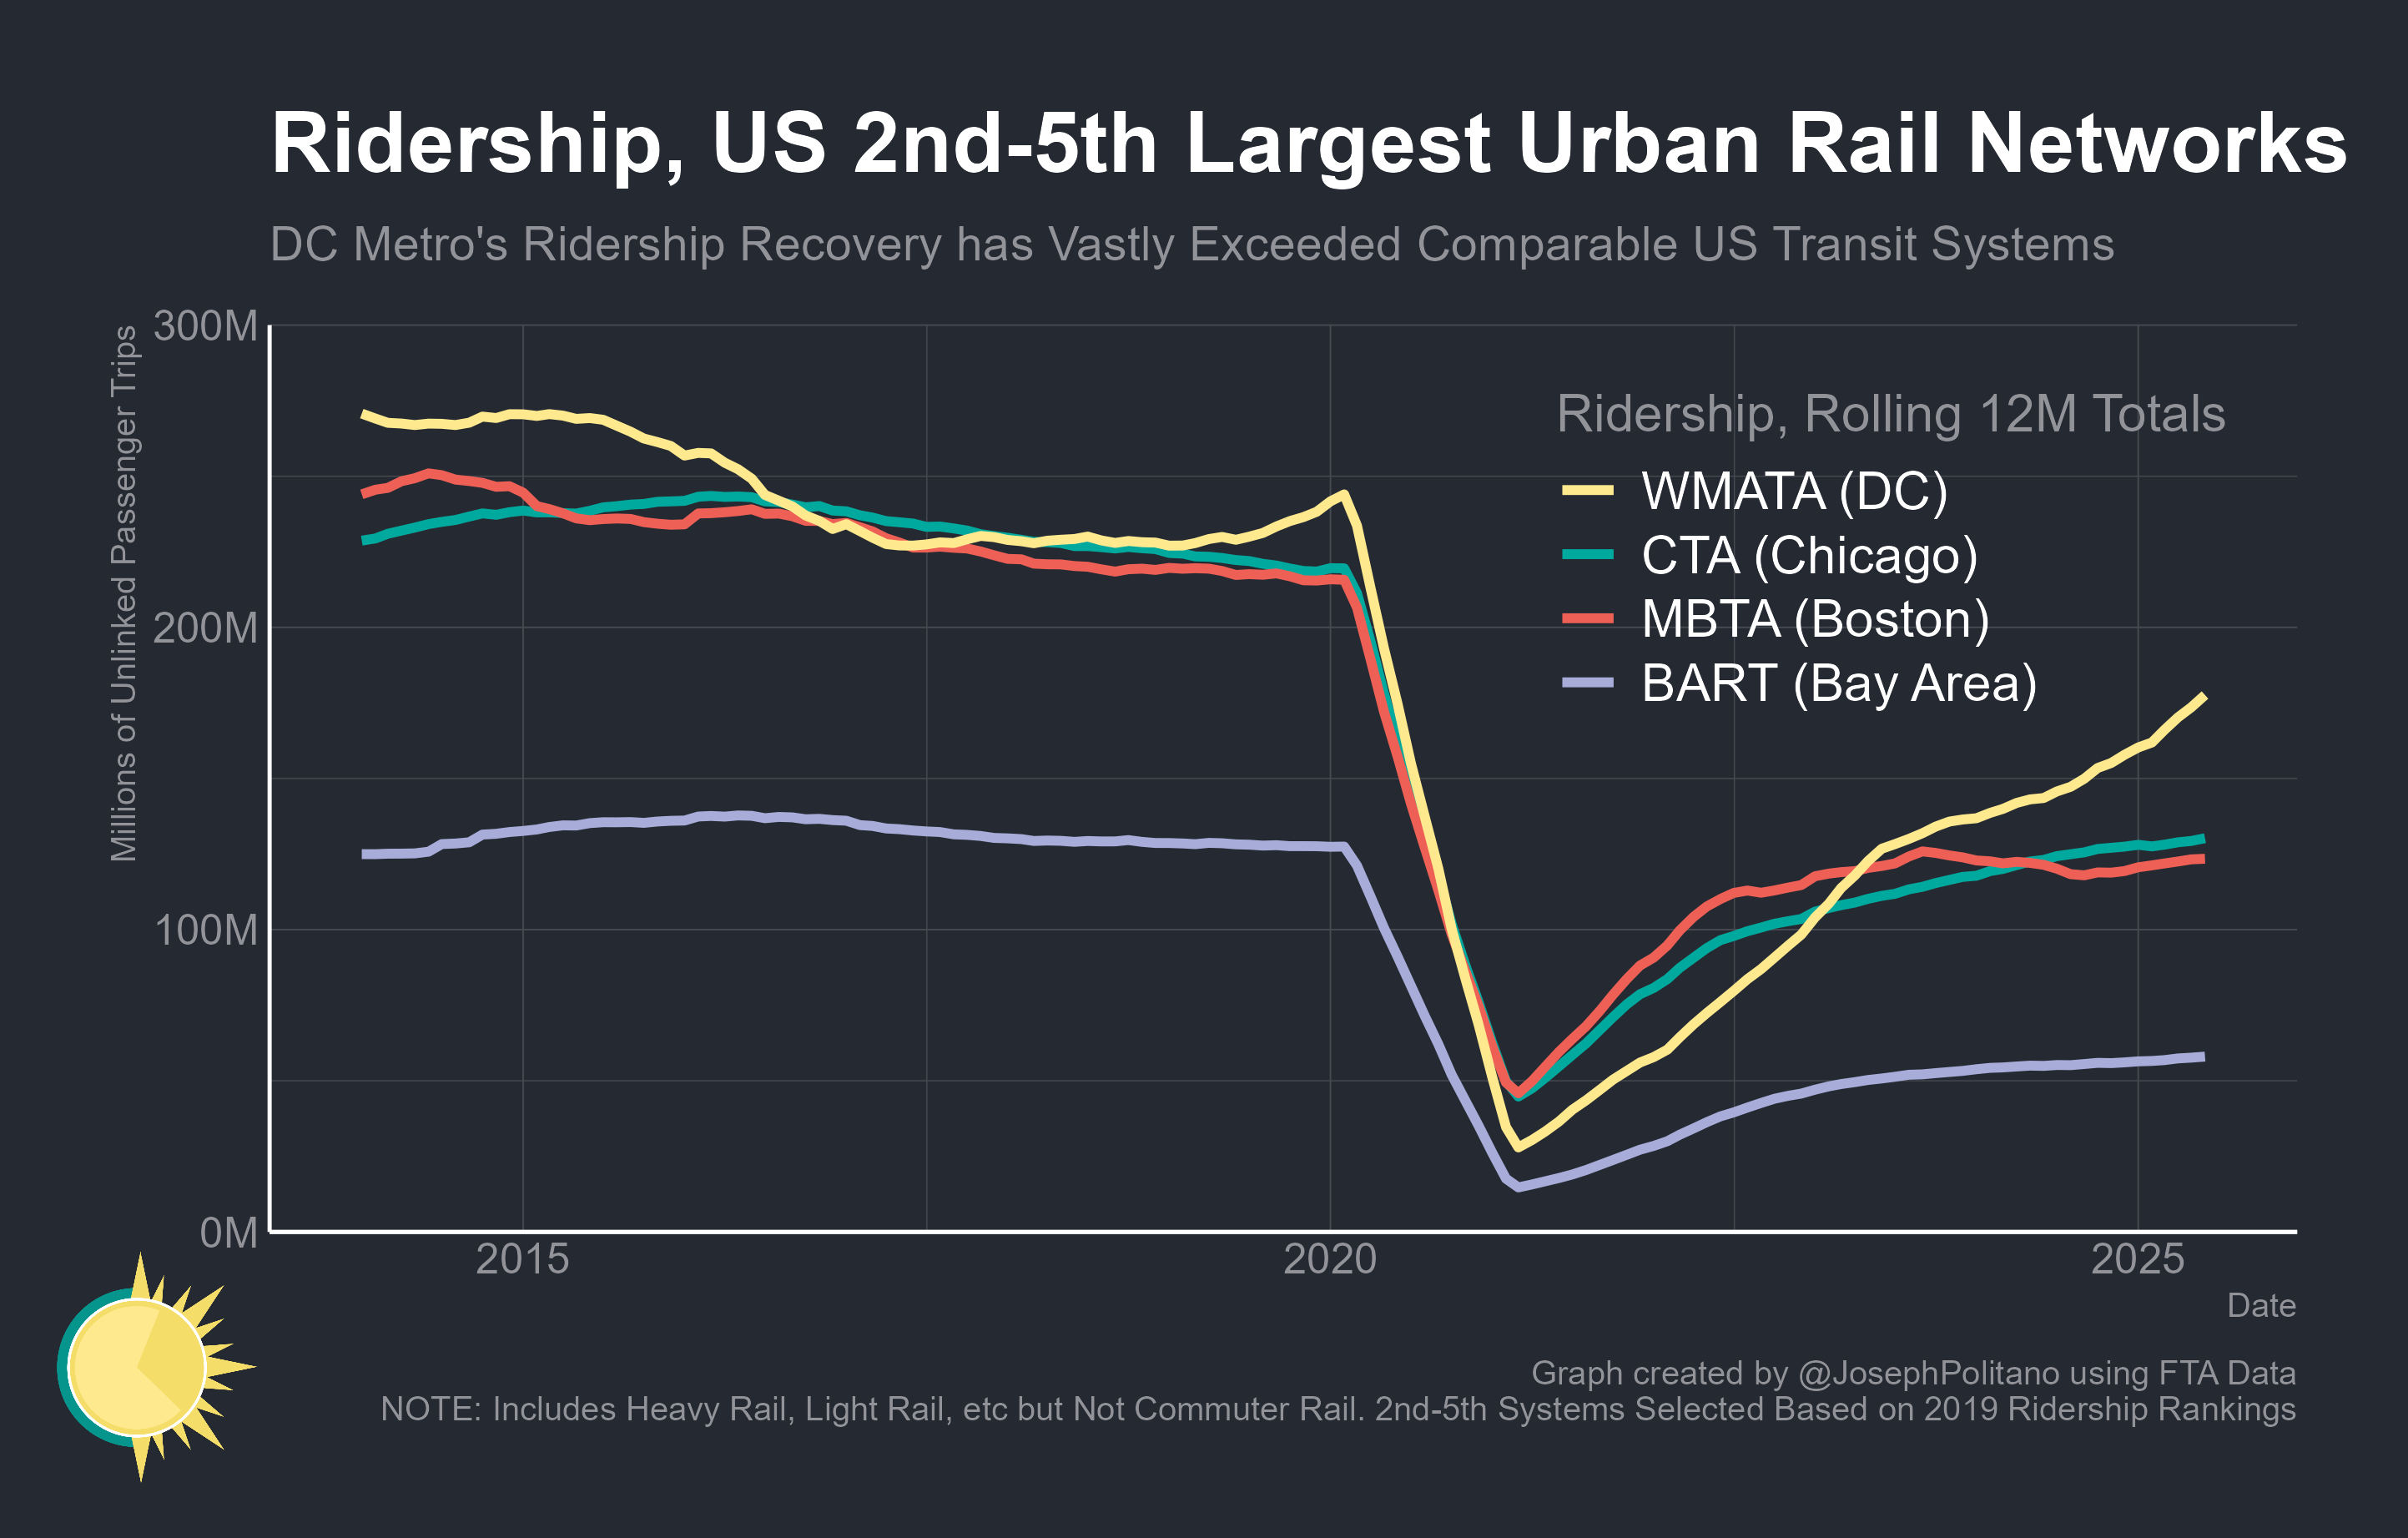 Ridership, US 2nd-5th Largest Urban Rail Networks
DC Metro's Ridership Recovery has Vastly Exceeded Comparable US Transit Systems
Millions of Unlinked Passenger Trips
300M
200M
100M
0M
Ridership, Rolling 12M Totals
WMATA (DC)
CTA (Chicago)
MBTA (Boston)
BART (Bay Area)
2015
2020
2025
Date
Graph created by @JosephPolitano using FTA Data
NOTE: Includes Heavy Rail, Light Rail, etc but Not Commuter Rail. 2nd-5th Systems Selected Based on 2019 Ridership Rankings